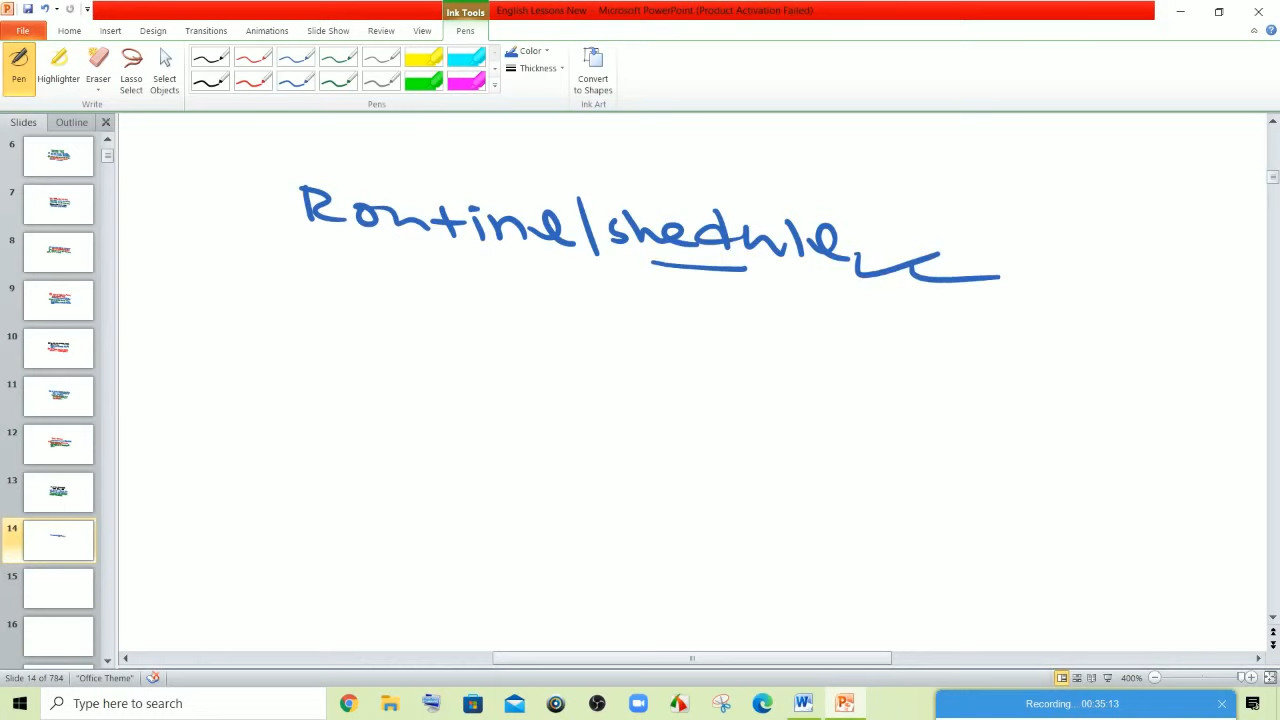 Ink Tools
English Lessons New - Microsoft PowerPoint (Product Activation Failed)
File Home Insert Design Transitions Animations Slide Show Review View Pens
Pen Highlighter Eraser Lasso Select Select Objects
Color
Thickness
Convert to Shapes
Write Pens Ink Art
Slides Outline
6
7
8
9
10
11
12
13
14
15
16
Routine/shedule
Slide 14 of 784 "Office Theme" 400%
Type here to search
Recording... 00:35:13